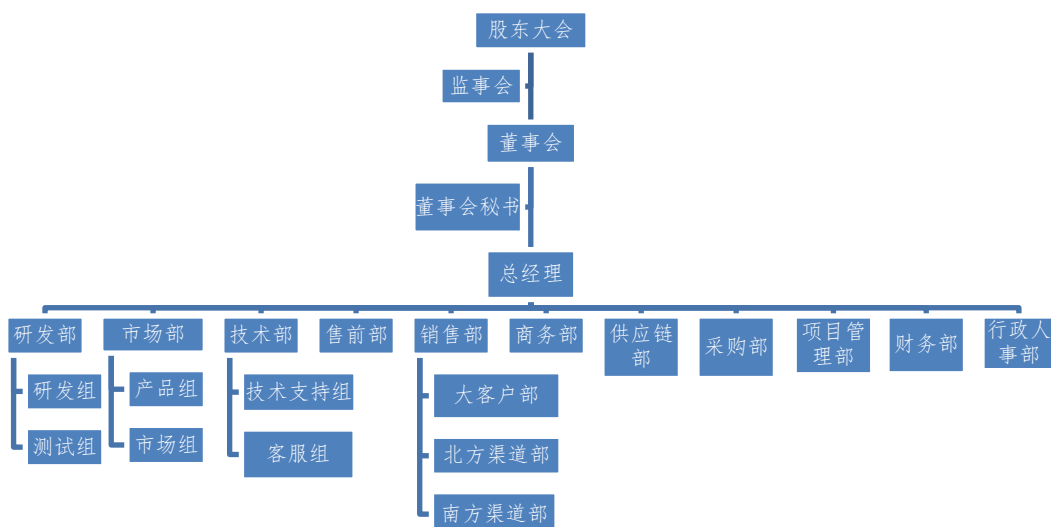 股东大会
监事会
董事会
董事会秘书
总经理
研发部
市场部
技术部
售前部
销售部
商务部
供应链
部
采购部
项目管
理部
财务部
行政人
事部
研发组
产品组
技术支持组
大客户部
测试组
市场组
客服组
北方渠道部
南方渠道部